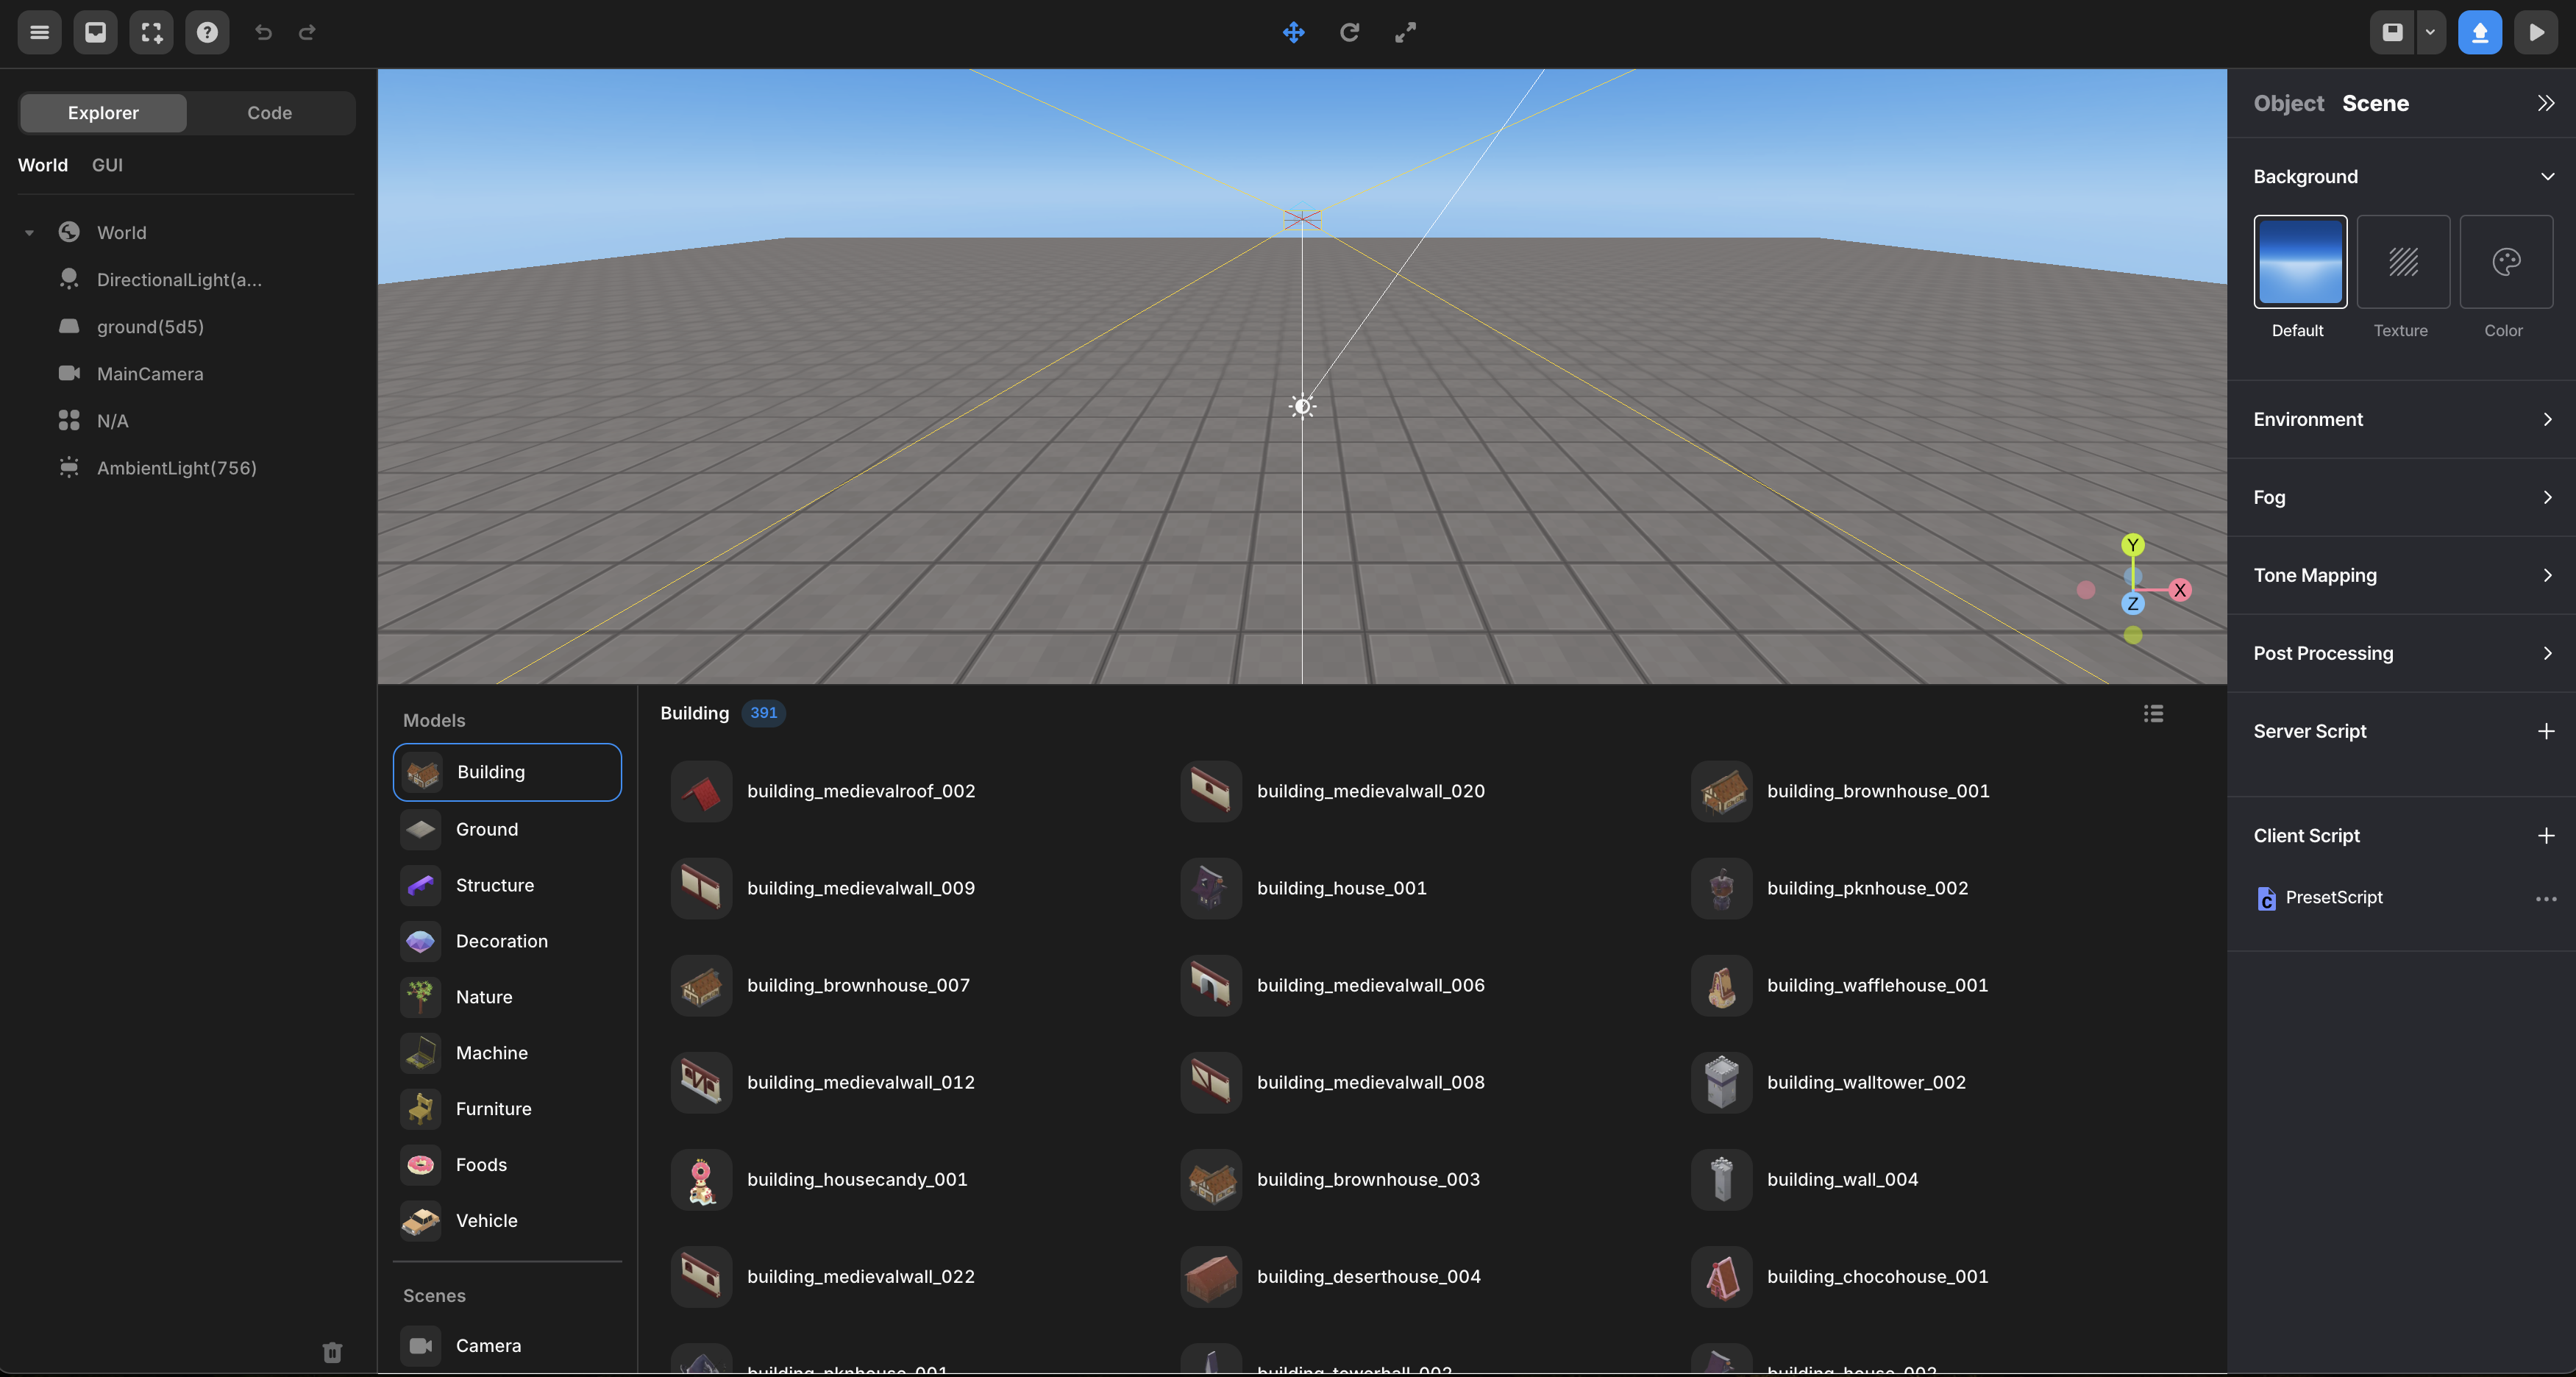 Explorer
Code
World
GUI
World
DirectionalLight(a...
ground(5d5)
MainCamera
N/A
AmbientLight(756)
Y
X
Z
Object
Scene
Background
Default
Texture
Color
Environment
Fog
Tone Mapping
Post Processing
Server Script
Client Script
PresetScript
Models
Building
Ground
Structure
Decoration
Nature
Machine
Furniture
Foods
Vehicle
Scenes
Camera
Building 391
building_medievalroof_002
building_medievalwall_020
building_brownhouse_001
building_medievalwall_009
building_house_001
building_pknhouse_002
building_brownhouse_007
building_medievalwall_006
building_wafflehouse_001
building_medievalwall_012
building_medievalwall_008
building_walltower_002
building_housecandy_001
building_brownhouse_003
building_wall_004
building_medievalwall_022
building_deserthouse_004
building_chocohouse_001
building_pknhouse_001
building_towerball_002
building_house_002